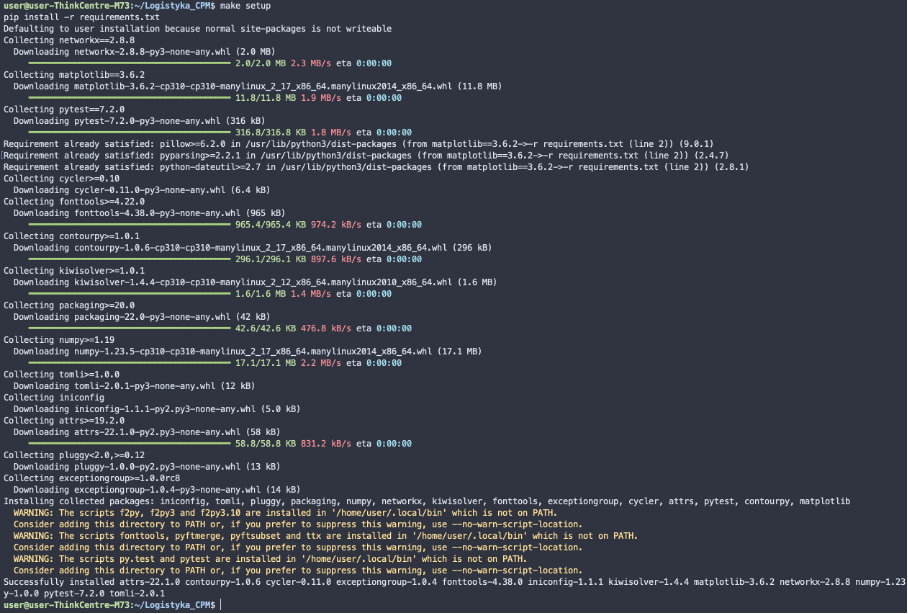 user@user-ThinkCentre-M73:~/Logistyka_CPM$ make setup
pip install -r requirements.txt
Defaulting to user installation because normal site-packages is not writeable
Collecting networkx==2.8.8
Downloading networkx-2.8.8-py3-none-any.whl (2.0 MB)
2.0/2.0 MB 2.3 MB/s eta 0:00:00
Collecting matplotlib==3.6.2
Downloading matplotlib-3.6.2-cp310-cp310-manylinux_2_17_x86_64.manylinux2014_x86_64.whl (11.8 MB)
11.8/11.8 MB 1.9 MB/s eta 0:00:00
Collecting pytest==7.2.0
Downloading pytest-7.2.0-py3-none-any.whl (316 kB)
316.8/316.8 KB 1.8 MB/s eta 0:00:00
Requirement already satisfied: pillow>=6.2.0 in /usr/lib/python3/dist-packages (from matplotlib==3.6.2->-r requirements.txt (line 2)) (9.0.1)
Requirement already satisfied: pyparsing>=2.2.1 in /usr/lib/python3/dist-packages (from matplotlib==3.6.2->-r requirements.txt (line 2)) (2.4.7)
Requirement already satisfied: python-dateutil>=2.7 in /usr/lib/python3/dist-packages (from matplotlib==3.6.2->-r requirements.txt (line 2)) (2.8.1)
Collecting cycler>=0.10
Downloading cycler-0.11.0-py3-none-any.whl (6.4 kB)
Collecting fonttools>=4.22.0
Downloading fonttools-4.38.0-py3-none-any.whl (965 kB)
965.4/965.4 KB 974.2 kB/s eta 0:00:00
Collecting contourpy>=1.0.1
Downloading contourpy-1.0.6-cp310-cp310-manylinux_2_17_x86_64.manylinux2014_x86_64.whl (296 kB)
296.1/296.1 KB 897.6 kB/s eta 0:00:00
Collecting kiwisolver>=1.0.1
Downloading kiwisolver-1.4.4-cp310-cp310-manylinux_2_12_x86_64.manylinux2010_x86_64.whl (1.6 MB)
1.6/1.6 MB 1.4 MB/s eta 0:00:00
Collecting packaging>=20.0
Downloading packaging-22.0-py3-none-any.whl (42 kB)
42.6/42.6 KB 476.8 kB/s eta 0:00:00
Collecting numpy>=1.19
Downloading numpy-1.23.5-cp310-cp310-manylinux_2_17_x86_64.manylinux2014_x86_64.whl (17.1 MB)
17.1/17.1 MB 2.2 MB/s eta 0:00:00
Collecting tomli>=1.0.0
Downloading tomli-2.0.1-py3-none-any.whl (12 kB)
Collecting iniconfig
Downloading iniconfig-1.1.1-py2.py3-none-any.whl (5.0 kB)
Collecting attrs>=19.2.0
Downloading attrs-22.1.0-py2.py3-none-any.whl (58 kB)
58.8/58.8 KB 831.2 kB/s eta 0:00:00
Collecting pluggy<2.0,>=0.12
Downloading pluggy-1.0.0-py2.py3-none-any.whl (13 kB)
Collecting exceptiongroup>=1.0.0rc8
Downloading exceptiongroup-1.0.4-py3-none-any.whl (14 kB)
Installing collected packages: iniconfig, tomli, pluggy, packaging, numpy, networkx, kiwisolver, fonttools, exceptiongroup, cycler, attrs, pytest, contourpy, matplotlib
WARNING: The scripts f2py, f2py3 and f2py3.10 are installed in '/home/user/.local/bin' which is not on PATH.
Consider adding this directory to PATH or, if you prefer to suppress this warning, use --no-warn-script-location.
WARNING: The scripts fonttools, pyftmerge, pyftsubset and ttx are installed in '/home/user/.local/bin' which is not on PATH.
Consider adding this directory to PATH or, if you prefer to suppress this warning, use --no-warn-script-location.
WARNING: The scripts py.test and pytest are installed in '/home/user/.local/bin' which is not on PATH.
Consider adding this directory to PATH or, if you prefer to suppress this warning, use --no-warn-script-location.
Successfully installed attrs-22.1.0 contourpy-1.0.6 cycler-0.11.0 exceptiongroup-1.0.4 fonttools-4.38.0 iniconfig-1.1.1 kiwisolver-1.4.4 matplotlib-3.6.2 networkx-2.8.8 numpy-1.23
y-1.0.0 pytest-7.2.0 tomli-2.0.1
user@user-ThinkCentre-M73:~/Logistyka_CPM$